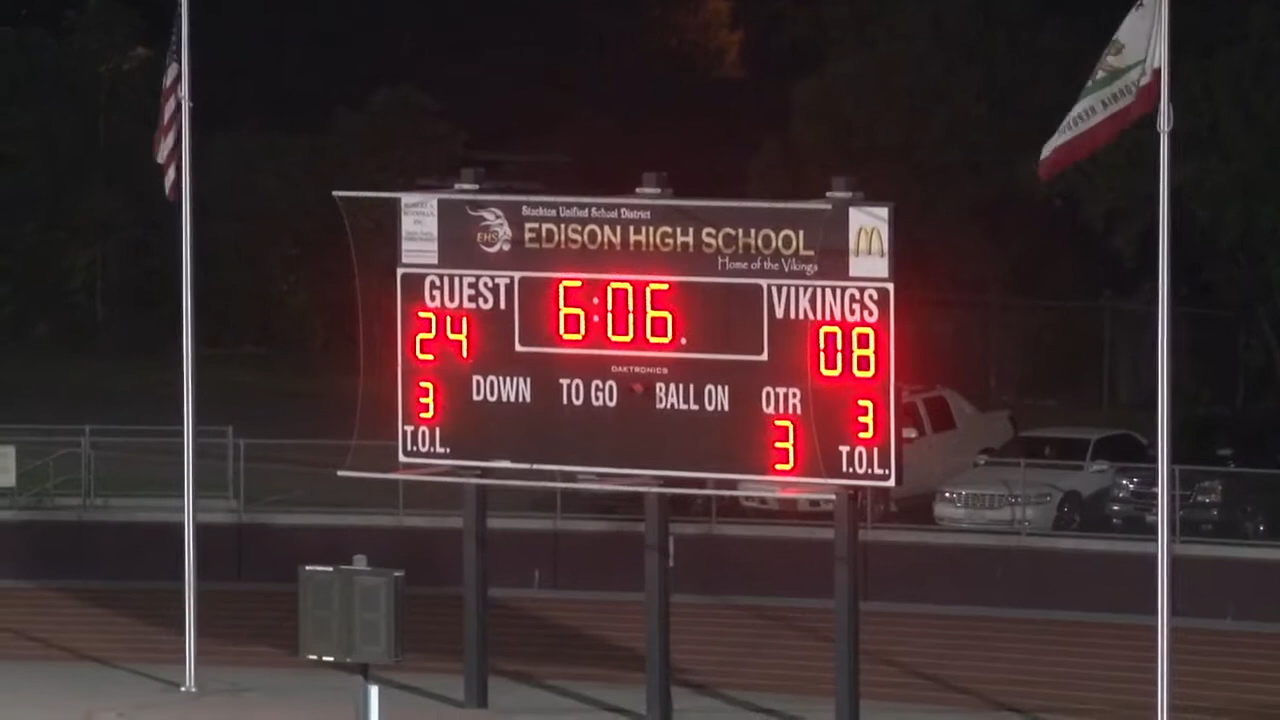 Stockton Unified School District
EHS
EDISON HIGH SCHOOL
Home of the Vikings
GUEST
6:06
VIKINGS
24
08
DAKTRONICS
3
DOWN
TO GO
BALL ON
QTR
3
T.O.L.
3
T.O.L.